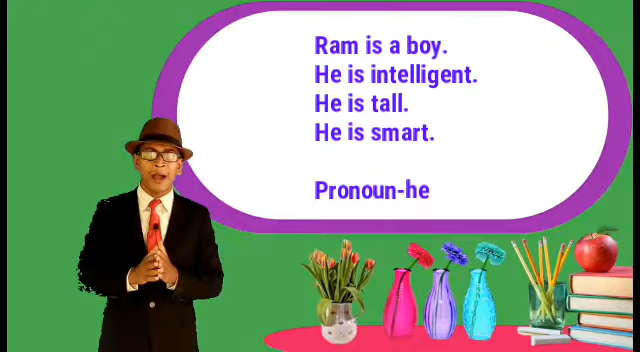 Ram is a boy.
He is intelligent.
He is tall.
He is smart.
Pronoun-he